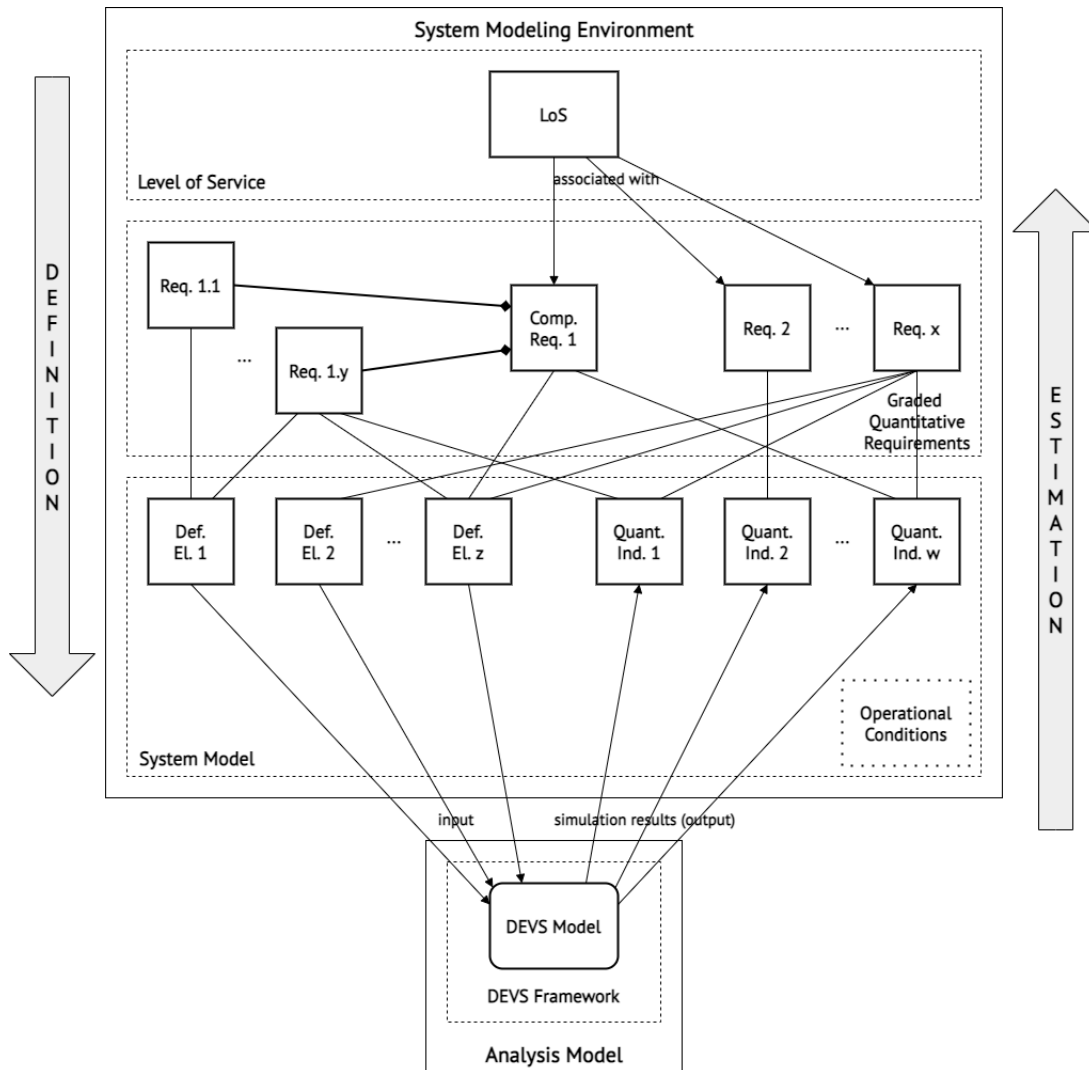 System Modeling Environment
LoS
associated with
Level of Service
DEFINITION
ESTIMATION
Req. 1.1
...
Req. 1.y
Comp.
Req. 1
Req. 2
...
Req. x
Graded
Quantitative
Requirements
Def.
El. 1
Def.
El. 2
...
Def.
El. z
Quant.
Ind. 1
Quant.
Ind. 2
...
Quant.
Ind. w
Operational
Conditions
System Model
input
simulation results (output)
DEVS Model
DEVS Framework
Analysis Model